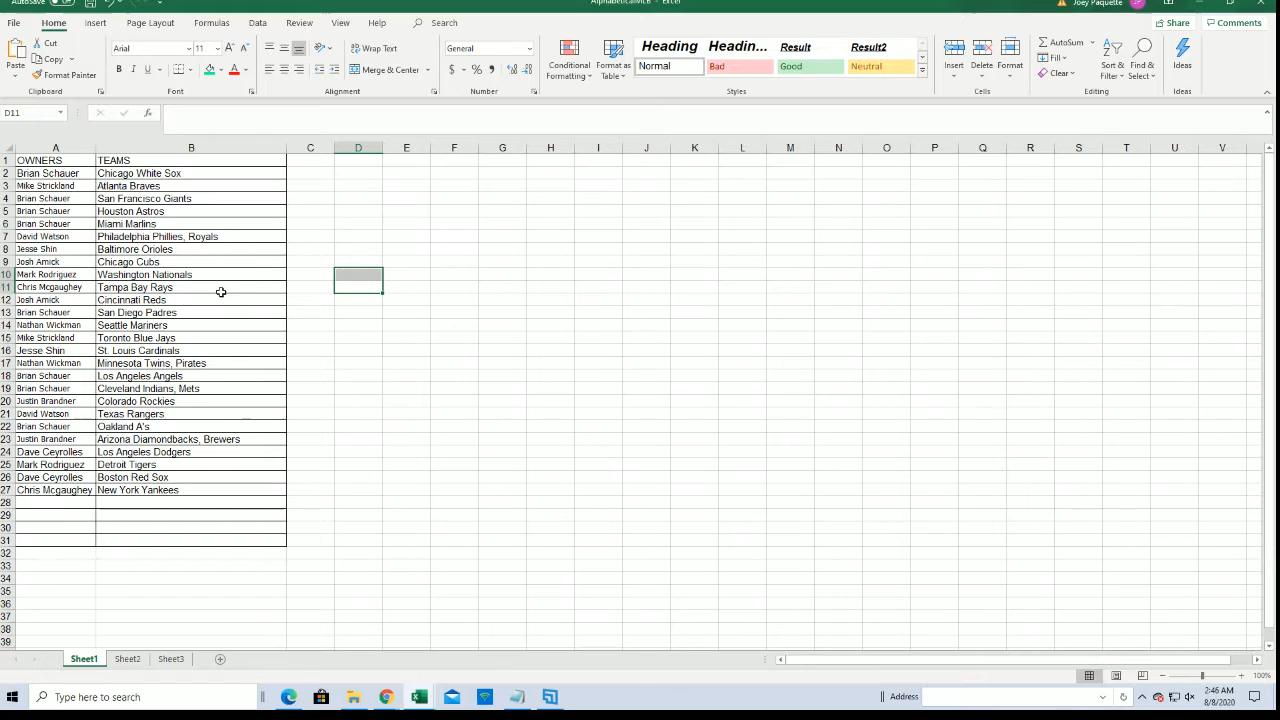 AutoSave
AlphabeticalMLB - Excel
Joey Paquette
JP
File Home Insert Page Layout Formulas Data Review View Help Search
Share Comments
Paste
Cut
Copy
Format Painter
Clipboard
Arial 11
B I U
Font
Wrap Text
Merge & Center
Alignment
General
$ % ,
Number
Conditional Formatting
Format as Table
Heading Headin... Result Result2
Normal Bad Good Neutral
Styles
Insert Delete Format
Cells
AutoSum
Fill
Clear
Sort & Filter
Find & Select
Editing
Ideas
Ideas
D11 fx
A B C D E F G H I J K L M N O P Q R S T U V
1 OWNERS TEAMS
2 Brian Schauer Chicago White Sox
3 Mike Strickland Atlanta Braves
4 Brian Schauer San Francisco Giants
5 Brian Schauer Houston Astros
6 Brian Schauer Miami Marlins
7 David Watson Philadelphia Phillies, Royals
8 Jesse Shin Baltimore Orioles
9 Josh Amick Chicago Cubs
10 Mark Rodriguez Washington Nationals
11 Chris Mcgaughey Tampa Bay Rays
12 Josh Amick Cincinnati Reds
13 Brian Schauer San Diego Padres
14 Nathan Wickman Seattle Mariners
15 Mike Strickland Toronto Blue Jays
16 Jesse Shin St. Louis Cardinals
17 Nathan Wickman Minnesota Twins, Pirates
18 Brian Schauer Los Angeles Angels
19 Brian Schauer Cleveland Indians, Mets
20 Justin Brandner Colorado Rockies
21 David Watson Texas Rangers
22 Brian Schauer Oakland A's
23 Justin Brandner Arizona Diamondbacks, Brewers
24 Dave Ceyrolles Los Angeles Dodgers
25 Mark Rodriguez Detroit Tigers
26 Dave Ceyrolles Boston Red Sox
27 Chris Mcgaughey New York Yankees
28
29
30
31
32
33
34
35
36
37
38
39
Sheet1 Sheet2 Sheet3
100%
Type here to search
Address
2:46 AM
8/8/2020